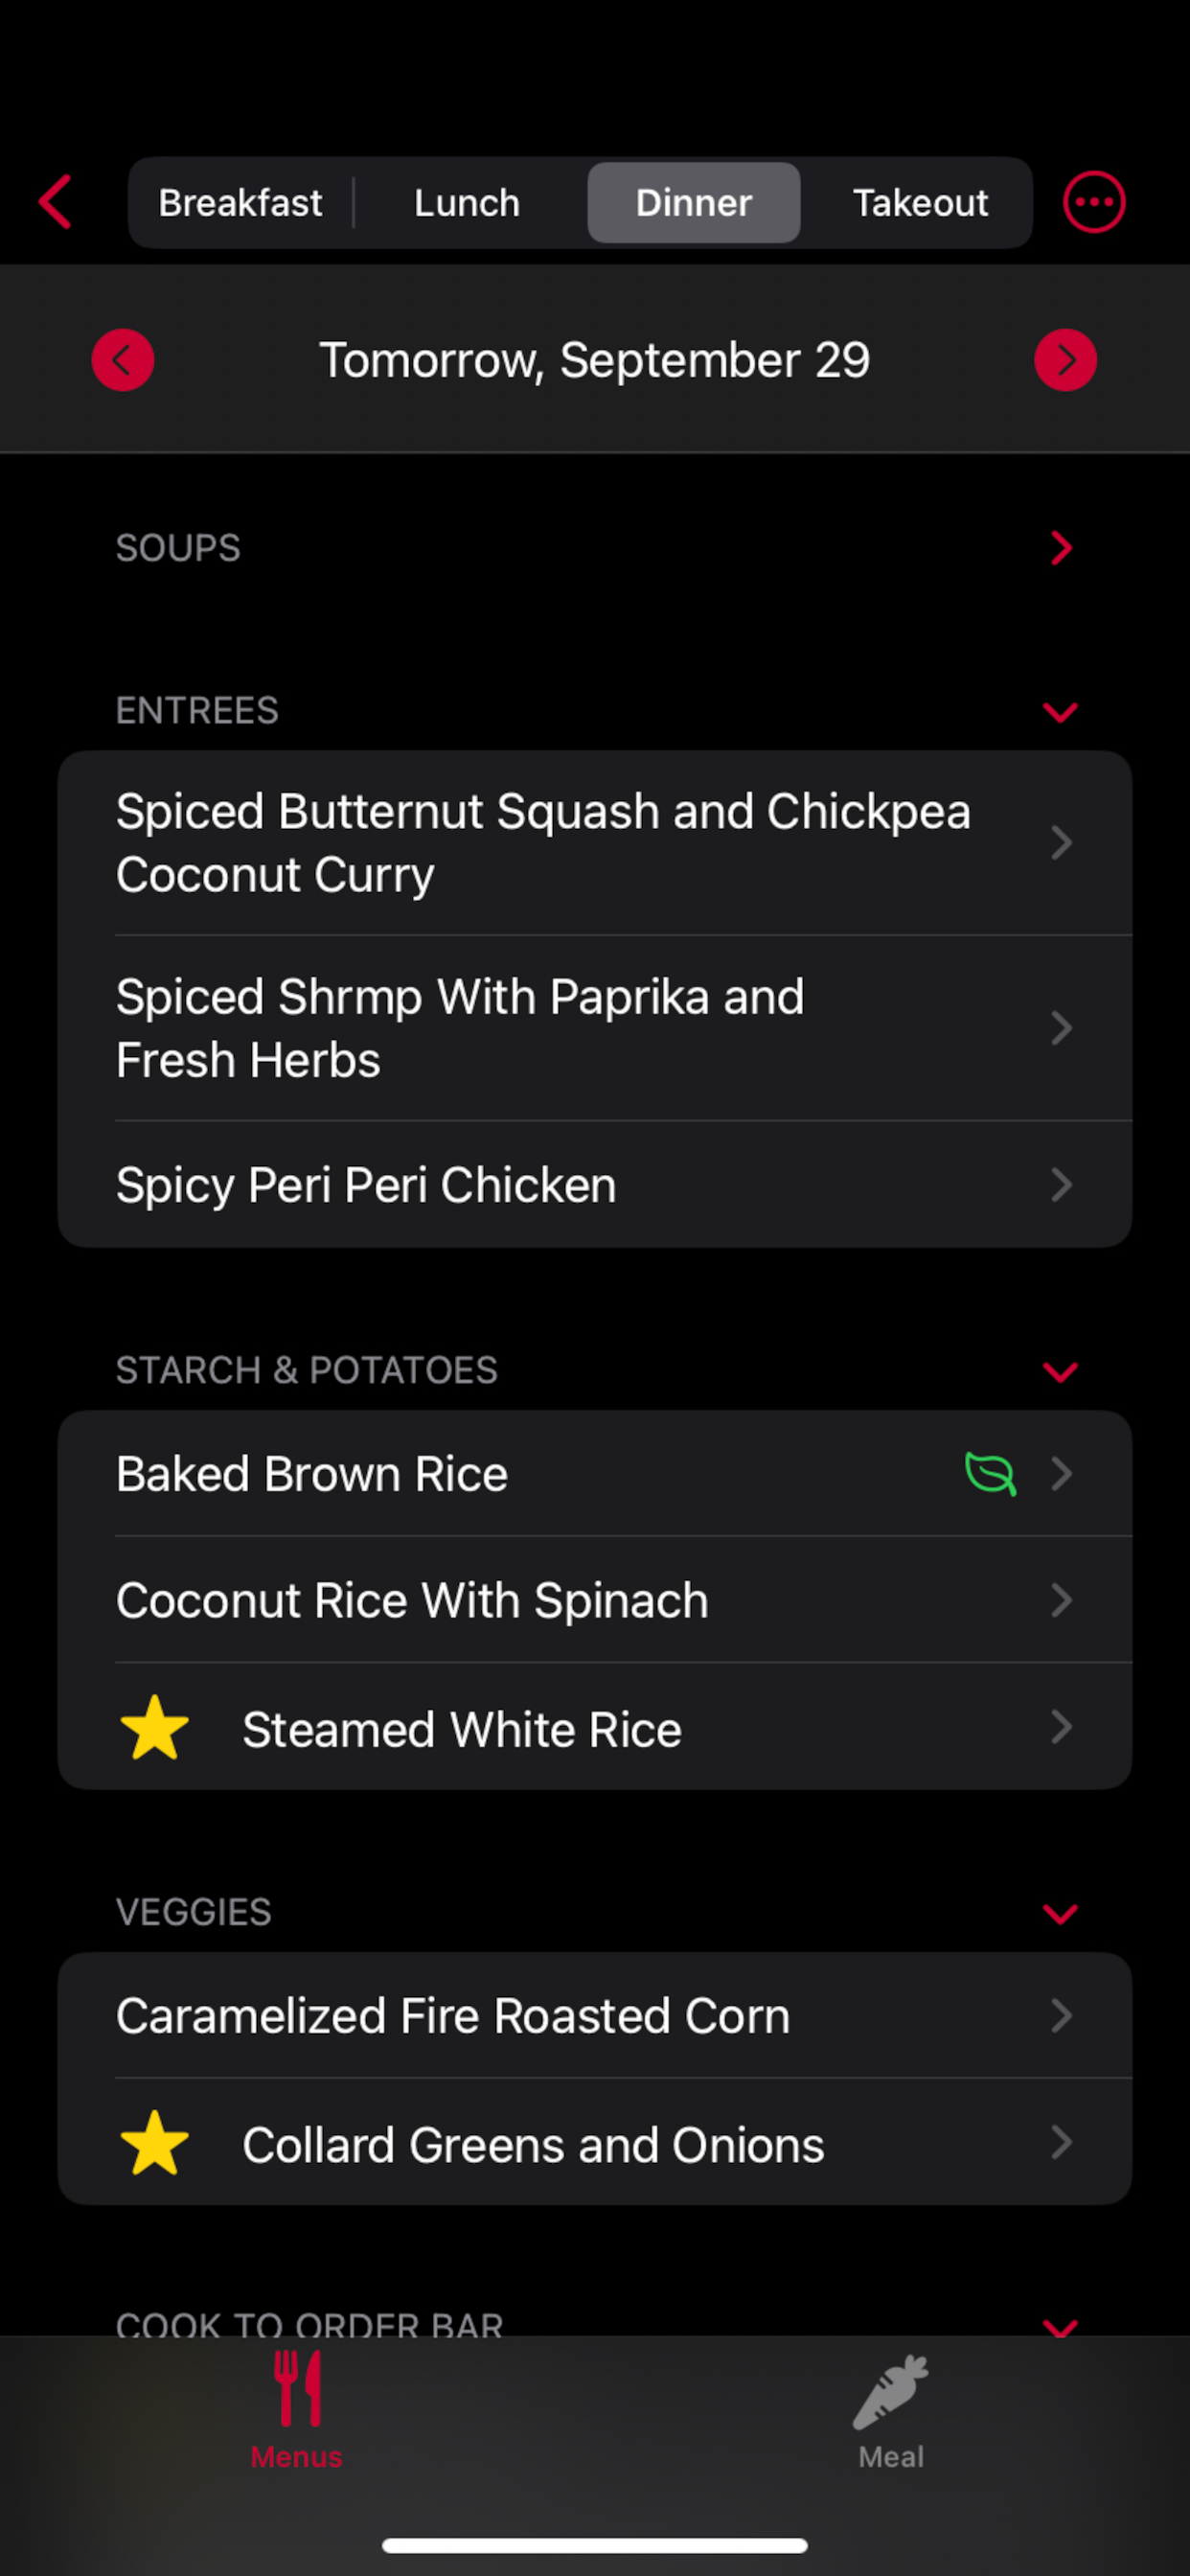 Breakfast
Lunch
Dinner
Takeout
Tomorrow, September 29
SOUPS
ENTREES
Spiced Butternut Squash and Chickpea
Coconut Curry
Spiced Shrmp With Paprika and
Fresh Herbs
Spicy Peri Peri Chicken
STARCH & POTATOES
Baked Brown Rice
Coconut Rice With Spinach
Steamed White Rice
VEGGIES
Caramelized Fire Roasted Corn
Collard Greens and Onions
COOK TO ORDER BAR
Menus
Meal